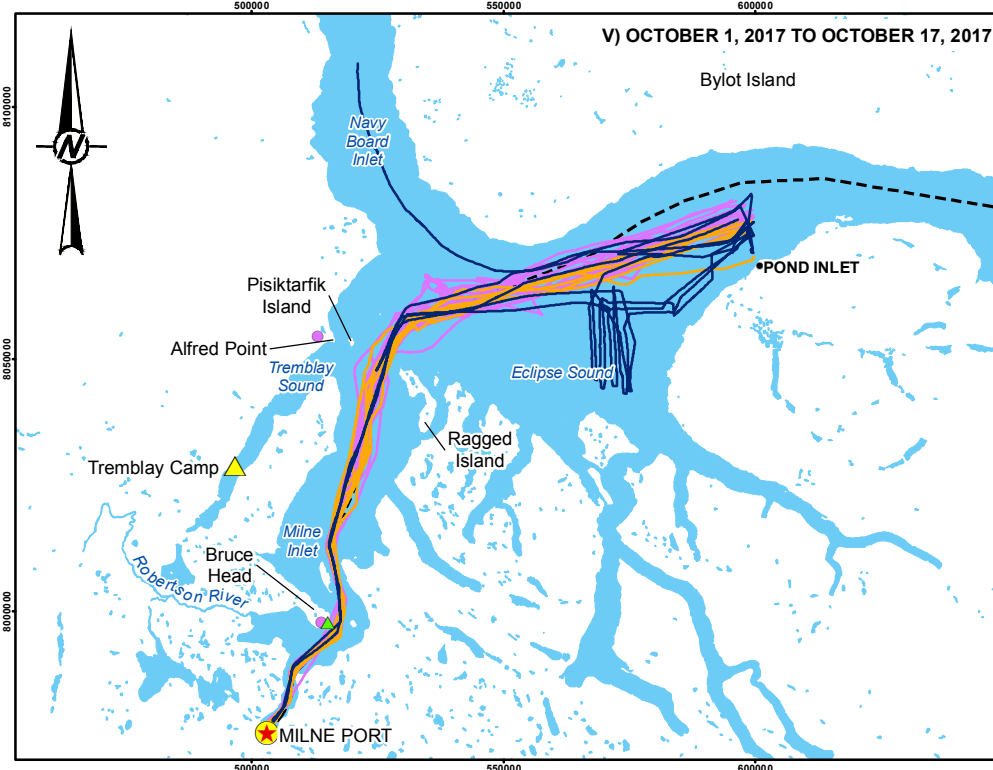 500000
550000
600000
V) OCTOBER 1, 2017 TO OCTOBER 17, 2017
Bylot Island
8100000
N
Navy
Board
Inlet
Pisiktarfik
Island
POND INLET
Alfred Point
8050000
Tremblay
Sound
Eclipse Sound
Ragged
Island
Tremblay Camp
Milne
Inlet
Bruce
Head
Robertson River
8000000
MILNE PORT
500000
550000
600000